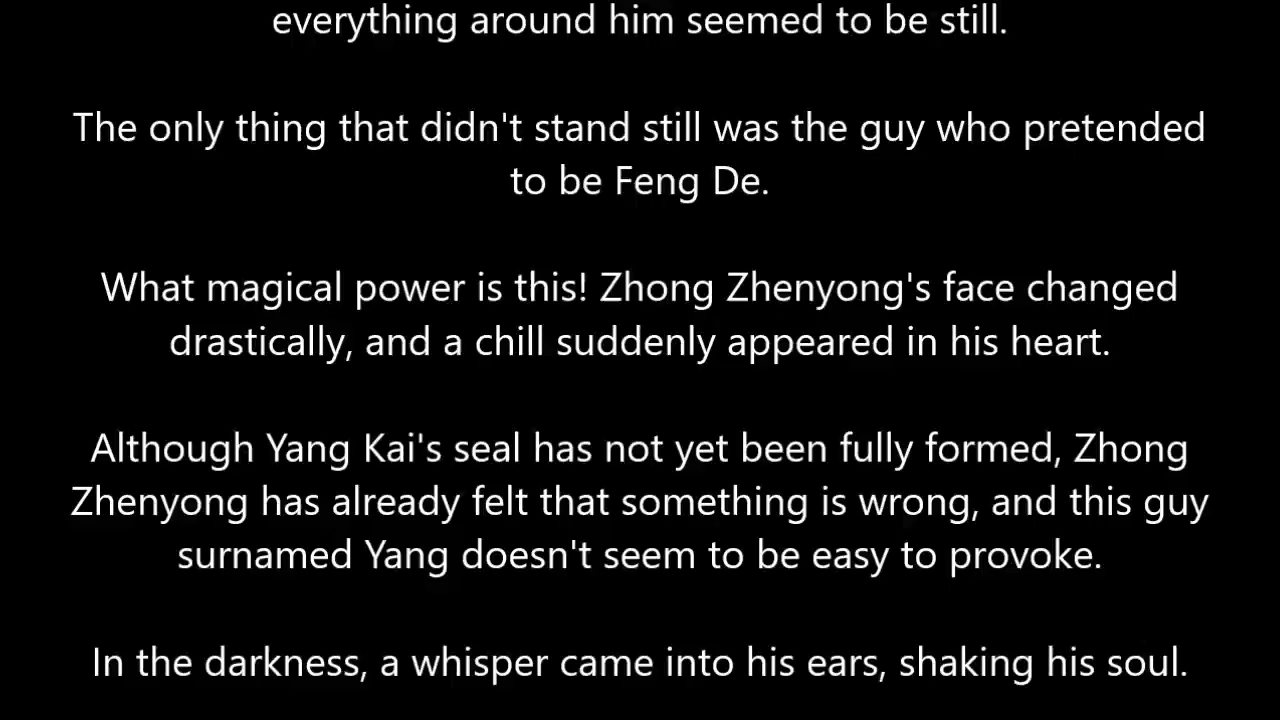 everything around him seemed to be still.
The only thing that didn't stand still was the guy who pretended
to be Feng De.
What magical power is this! Zhong Zhenyong's face changed
drastically, and a chill suddenly appeared in his heart.
Although Yang Kai's seal has not yet been fully formed, Zhong
Zhenyong has already felt that something is wrong, and this guy
surnamed Yang doesn't seem to be easy to provoke.
In the darkness, a whisper came into his ears, shaking his soul.